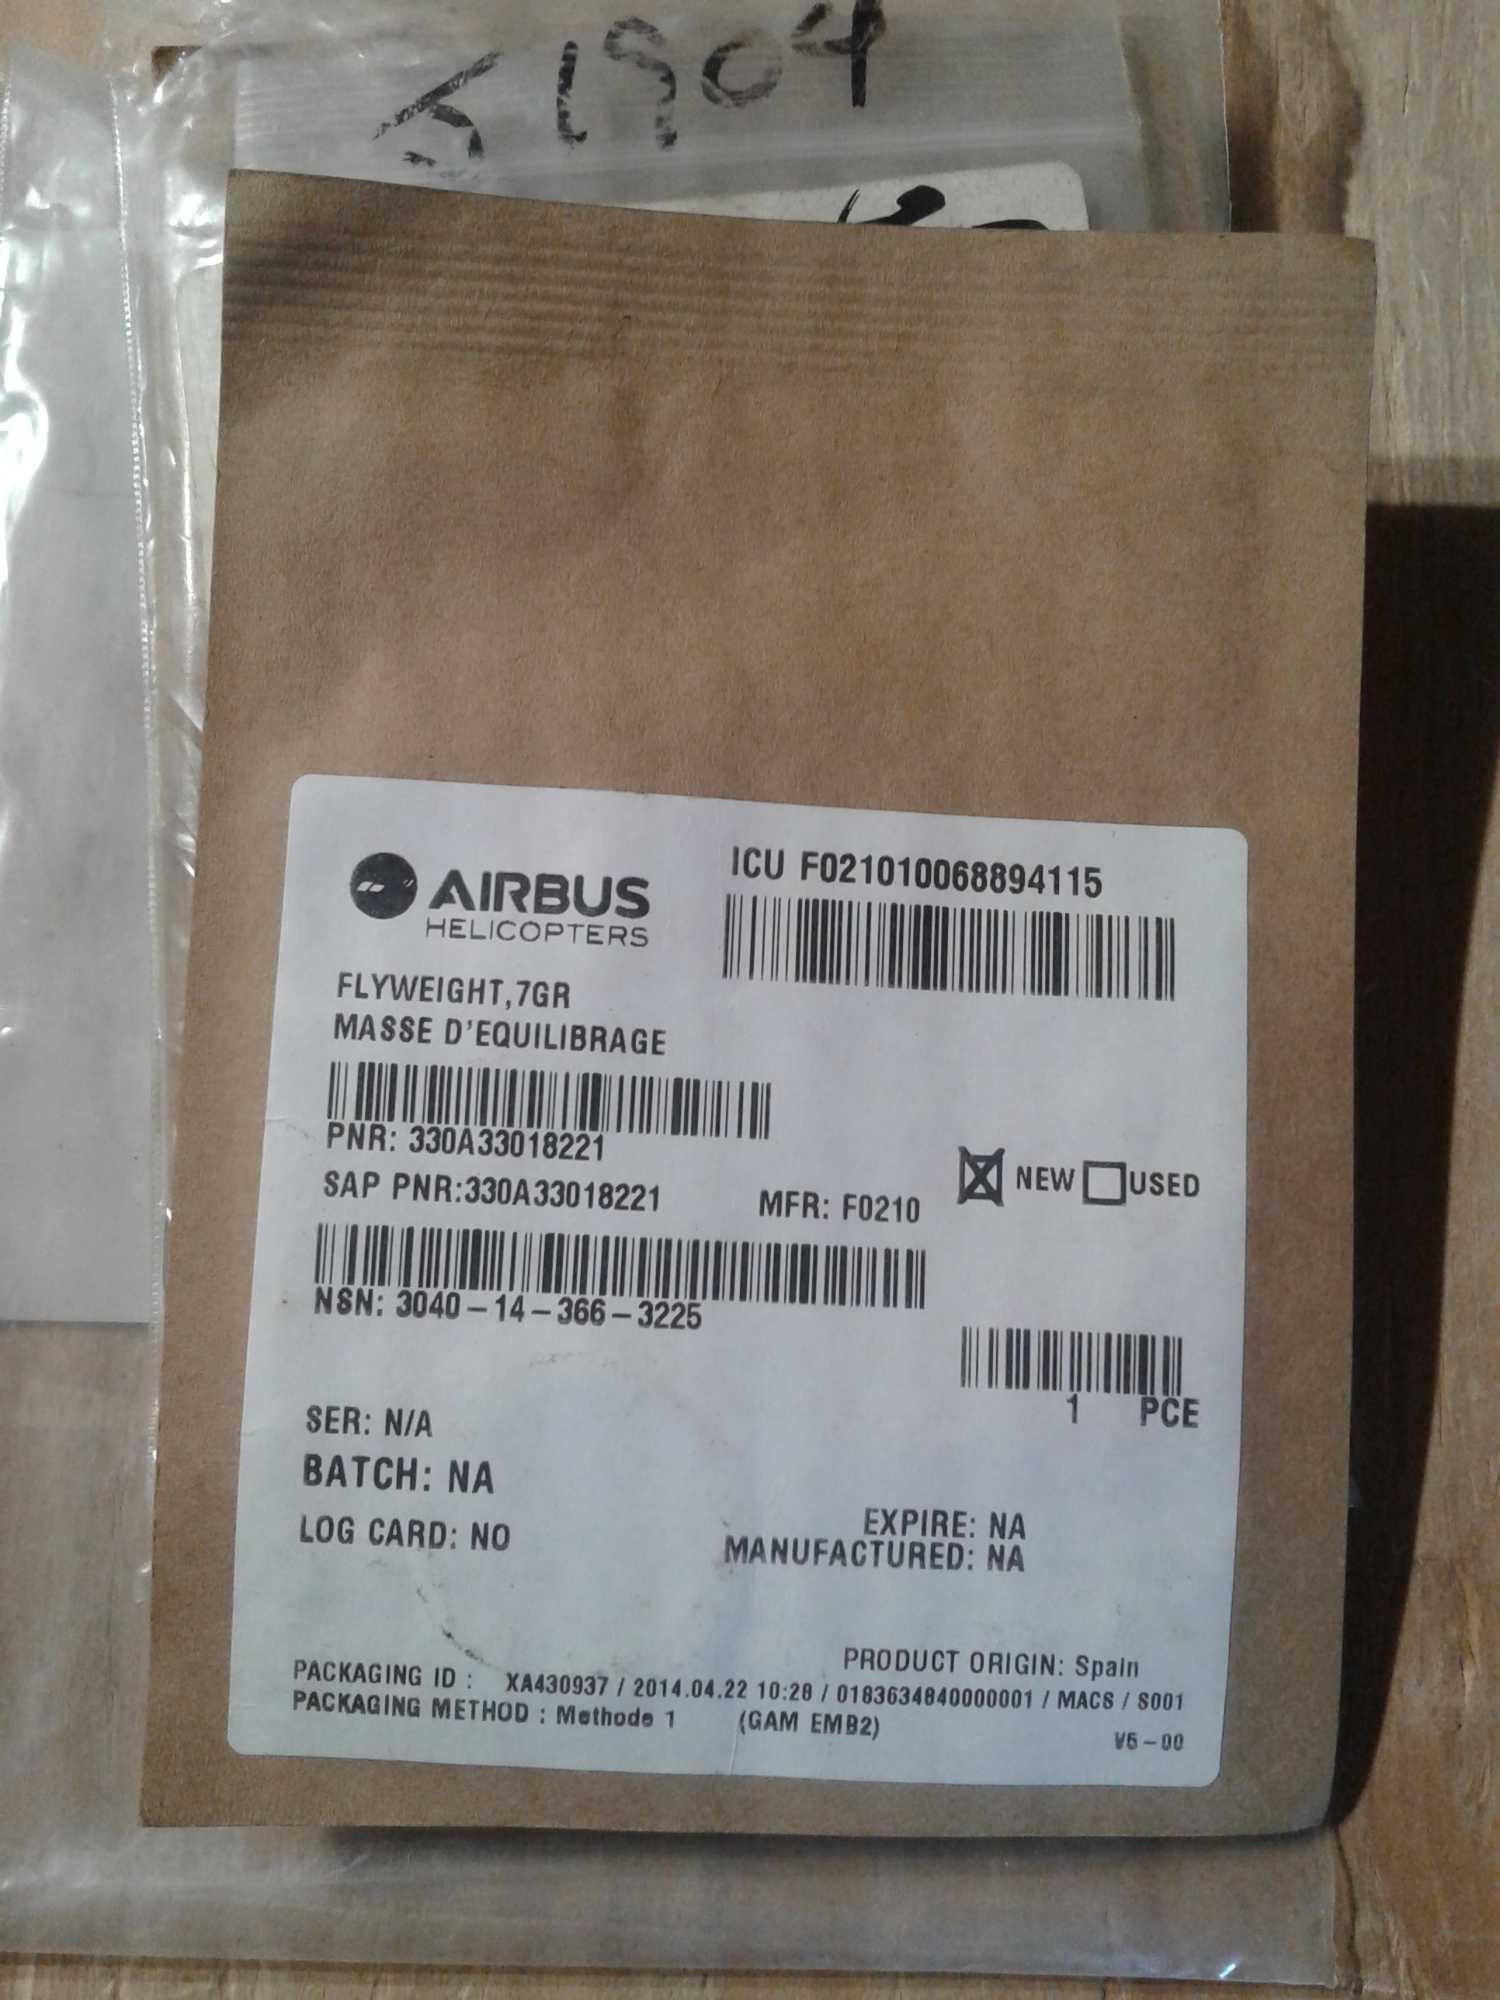 51904
AIRBUS
HELICOPTERS
ICU F021010068894115
FLYWEIGHT,7GR
MASSE D'EQUILIBRAGE
PNR: 330A33018221
SAP PNR:330A33018221
MFR: F0210
NEW USED
NSN: 3040-14-366-3225
1 PCE
SER: N/A
BATCH: NA
LOG CARD: NO
EXPIRE: NA
MANUFACTURED: NA
PRODUCT ORIGIN: Spain
PACKAGING ID : XA430937 / 2014.04.22 10:28 / 0183634840000001 / MACS / S001
PACKAGING METHOD : Methode 1 (GAM EMB2)
V5-00